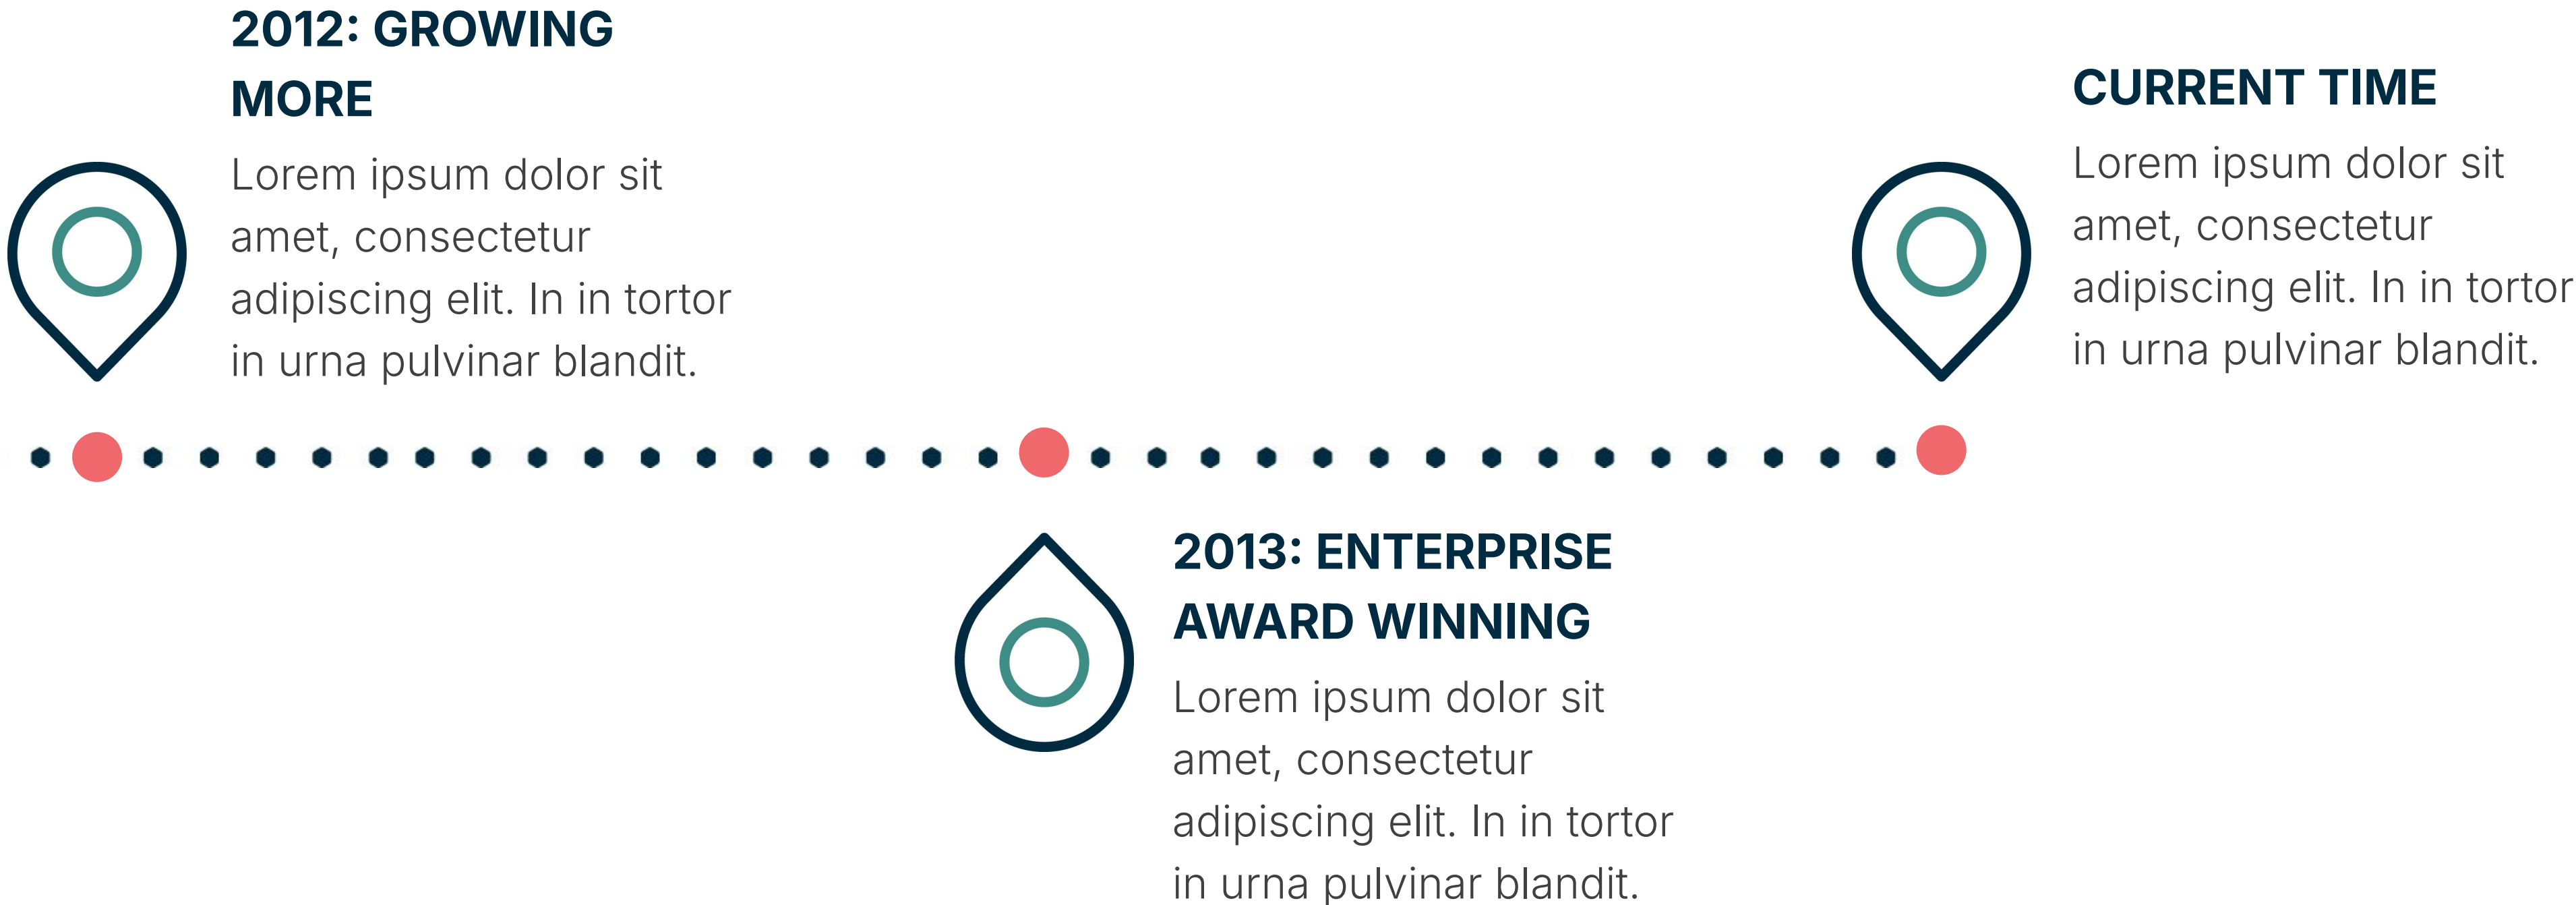 2012: GROWING
MORE
Lorem ipsum dolor sit
amet, consectetur
adipiscing elit. In in tortor
in urna pulvinar blandit.
2013: ENTERPRISE
AWARD WINNING
Lorem ipsum dolor sit
amet, consectetur
adipiscing elit. In in tortor
in urna pulvinar blandit.
CURRENT TIME
Lorem ipsum dolor sit
amet, consectetur
adipiscing elit. In in tortor
in urna pulvinar blandit.